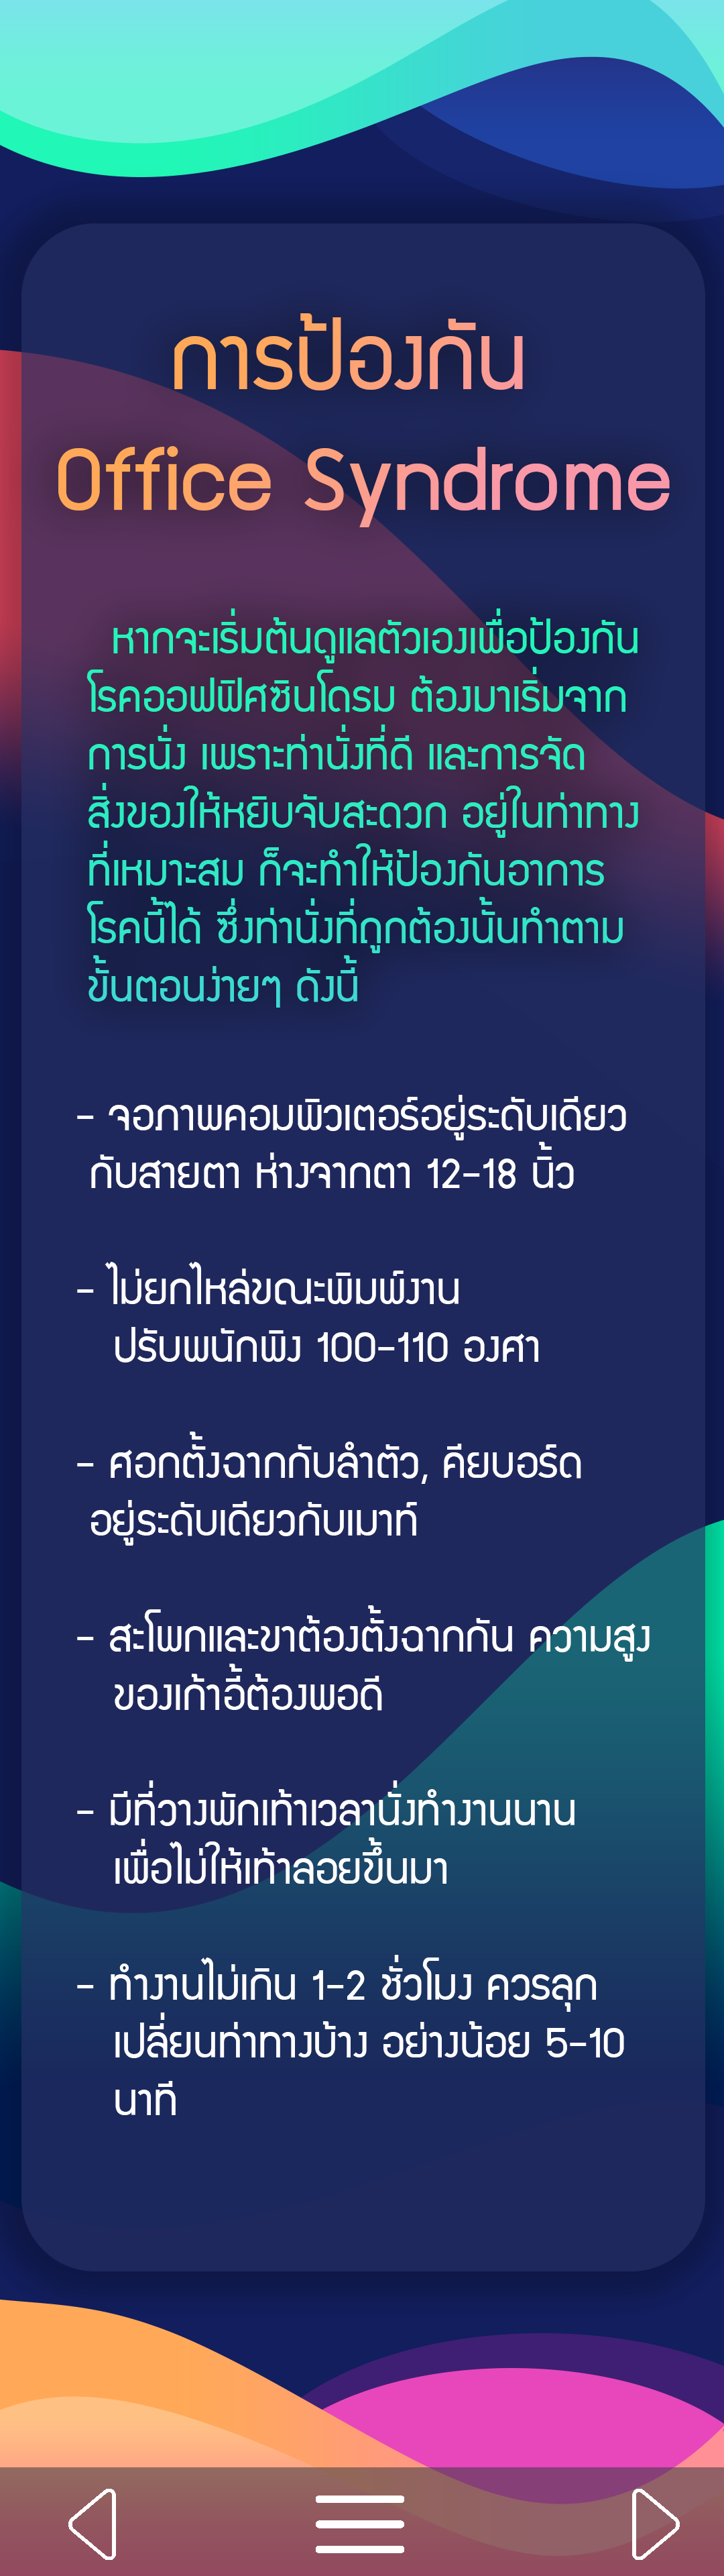 การป้องกัน
Office Syndrome
หากจะเริ่มต้นดูแลตัวเองเพื่อป้องกัน
โรคออฟฟิศซินโดรม ต้องมาเริ่มจาก
การนั่ง เพราะท่านั่งที่ดี และการจัด
สิ่งของให้หยิบจับสะดวก อยู่ในท่าทาง
ที่เหมาะสม ก็จะทำให้ป้องกันอาการ
โรคนี้ได้ ซึ่งท่านั่งที่ถูกต้องนั้นทำตาม
ขั้นตอนง่ายๆ ดังนี้
- จอภาพคอมพิวเตอร์อยู่ระดับเดียว
กับสายตา ห่างจากตา 12-18 นิ้ว
- ไม่ยกไหล่ขณะพิมพ์งาน
ปรับพนักพิง 100-110 องศา
- ศอกตั้งฉากกับลำตัว, คียบอร์ด
อยู่ระดับเดียวกับเมาท์
- สะโพกและขาต้องตั้งฉากกัน ความสูง
ของเก้าอี้ต้องพอดี
- มีที่วางพักเท้าเวลานั่งทำงานนาน
เพื่อไม่ให้เท้าลอยขึ้นมา
- ทำงานไม่เกิน 1-2 ชั่วโมง ควรลุก
เปลี่ยนท่าทางบ้าง อย่างน้อย 5-10
นาที